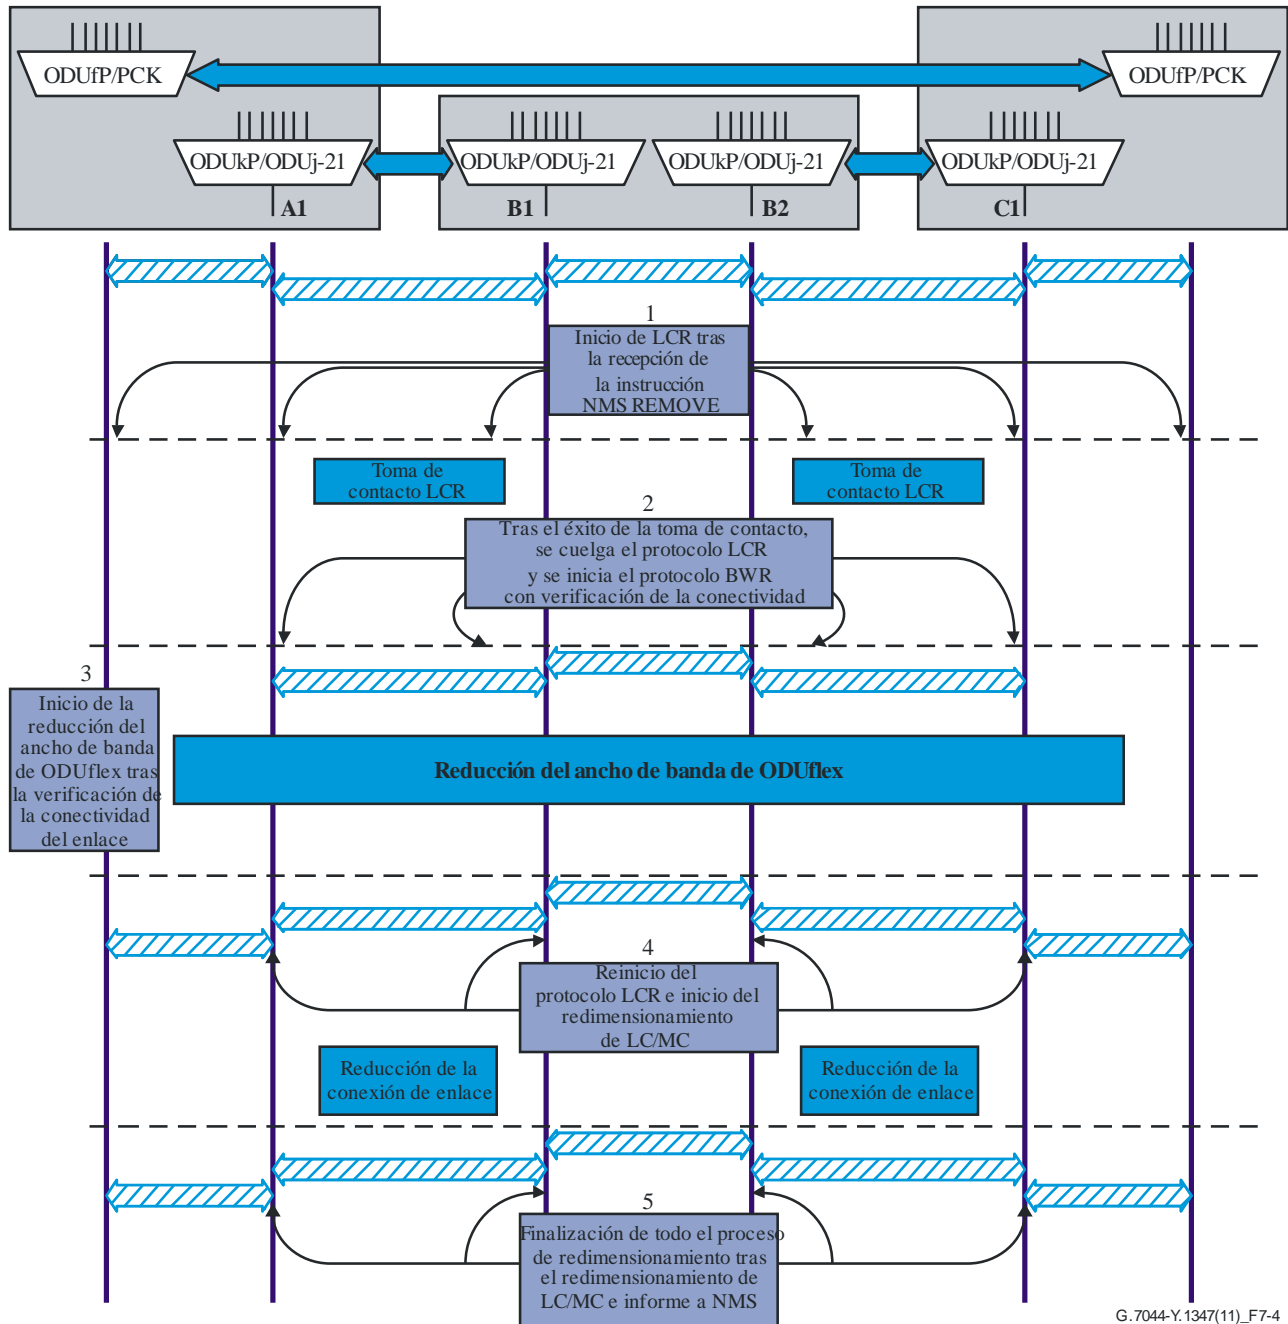 ODUfP/PCK
ODUfP/PCK
ODUkP/ODUj-21
ODUkP/ODUj-21
ODUkP/ODUj-21
ODUkP/ODUj-21
A1
B1
B2
C1
1
Inicio de LCR tras
la recepción de
la instrucción
NMS REMOVE
Toma de
contacto LCR
Toma de
contacto LCR
2
Tras el éxito de la toma de contacto,
se cuelga el protocolo LCR
y se inicia el protocolo BWR
con verificación de la conectividad
3
Inicio de la
reducción del
ancho de banda
de ODUflex tras
la verificación de
la conectividad
del enlace
Reducción del ancho de banda de ODUflex
4
Reinicio del
protocolo LCR e inicio del
redimensionamiento
de LC/MC
Reducción de la
conexión de enlace
Reducción de la
conexión de enlace
5
Finalización de todo el proceso
de redimensionamiento tras
el redimensionamiento de
LC/MC e informe a NMS
G.7044-Y.1347(11)_F7-4